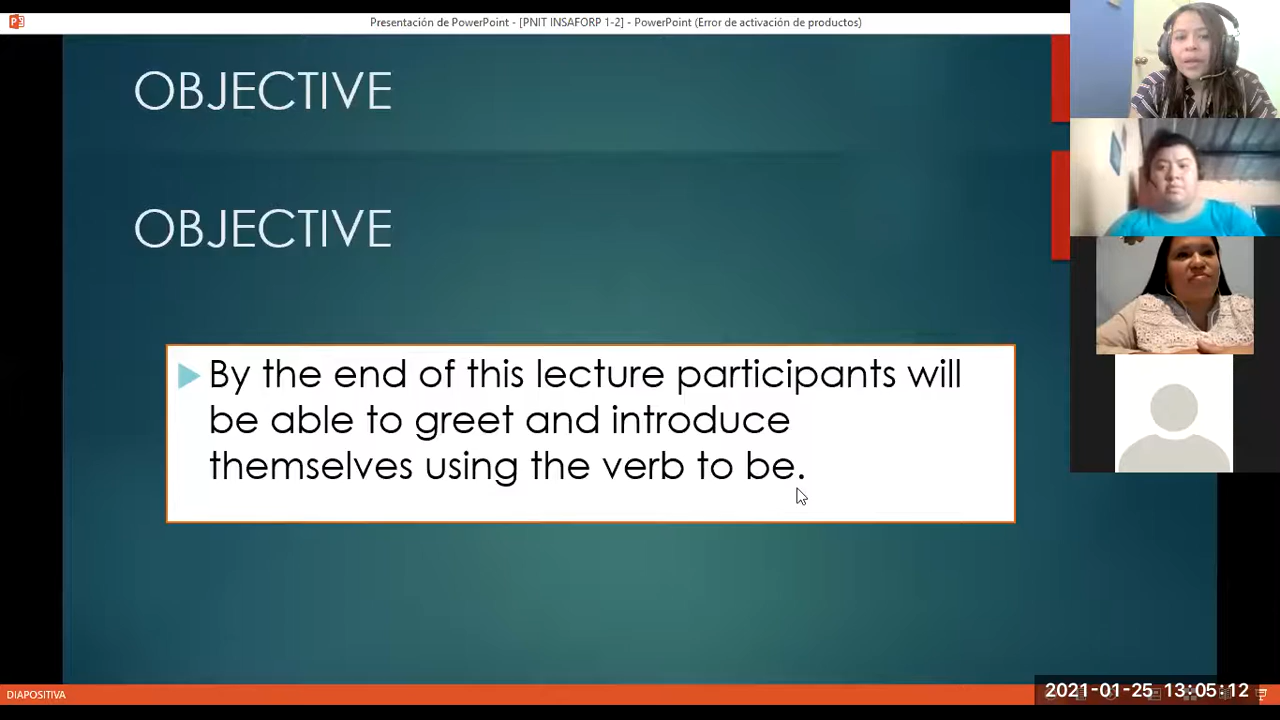 Presentación de PowerPoint - [PNIT INSAFORP 1-2] - PowerPoint (Error de activación de productos)
OBJECTIVE
OBJECTIVE
By the end of this lecture participants will
be able to greet and introduce
themselves using the verb to be.
DIAPOSITIVA
2021-01-25 13:05:12